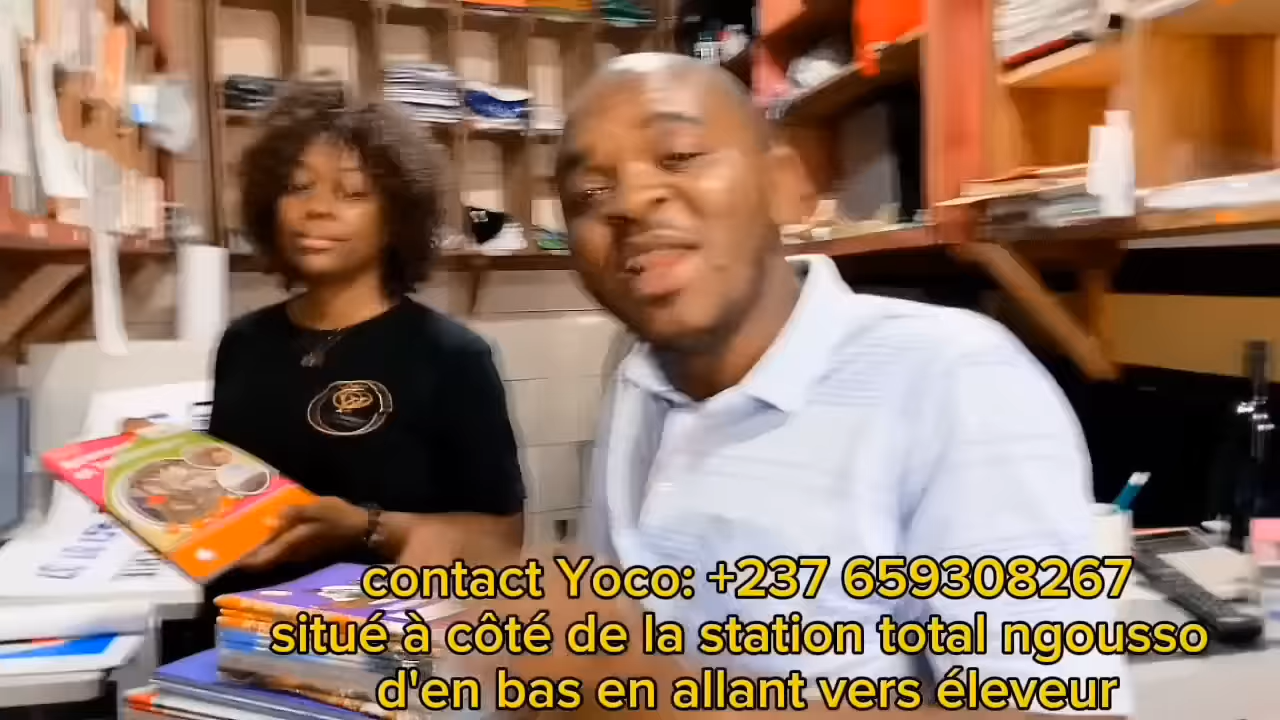 contact Yoco: +237 659308267
situé à côté de la station total ngousso
d'en bas en allant vers éleveur